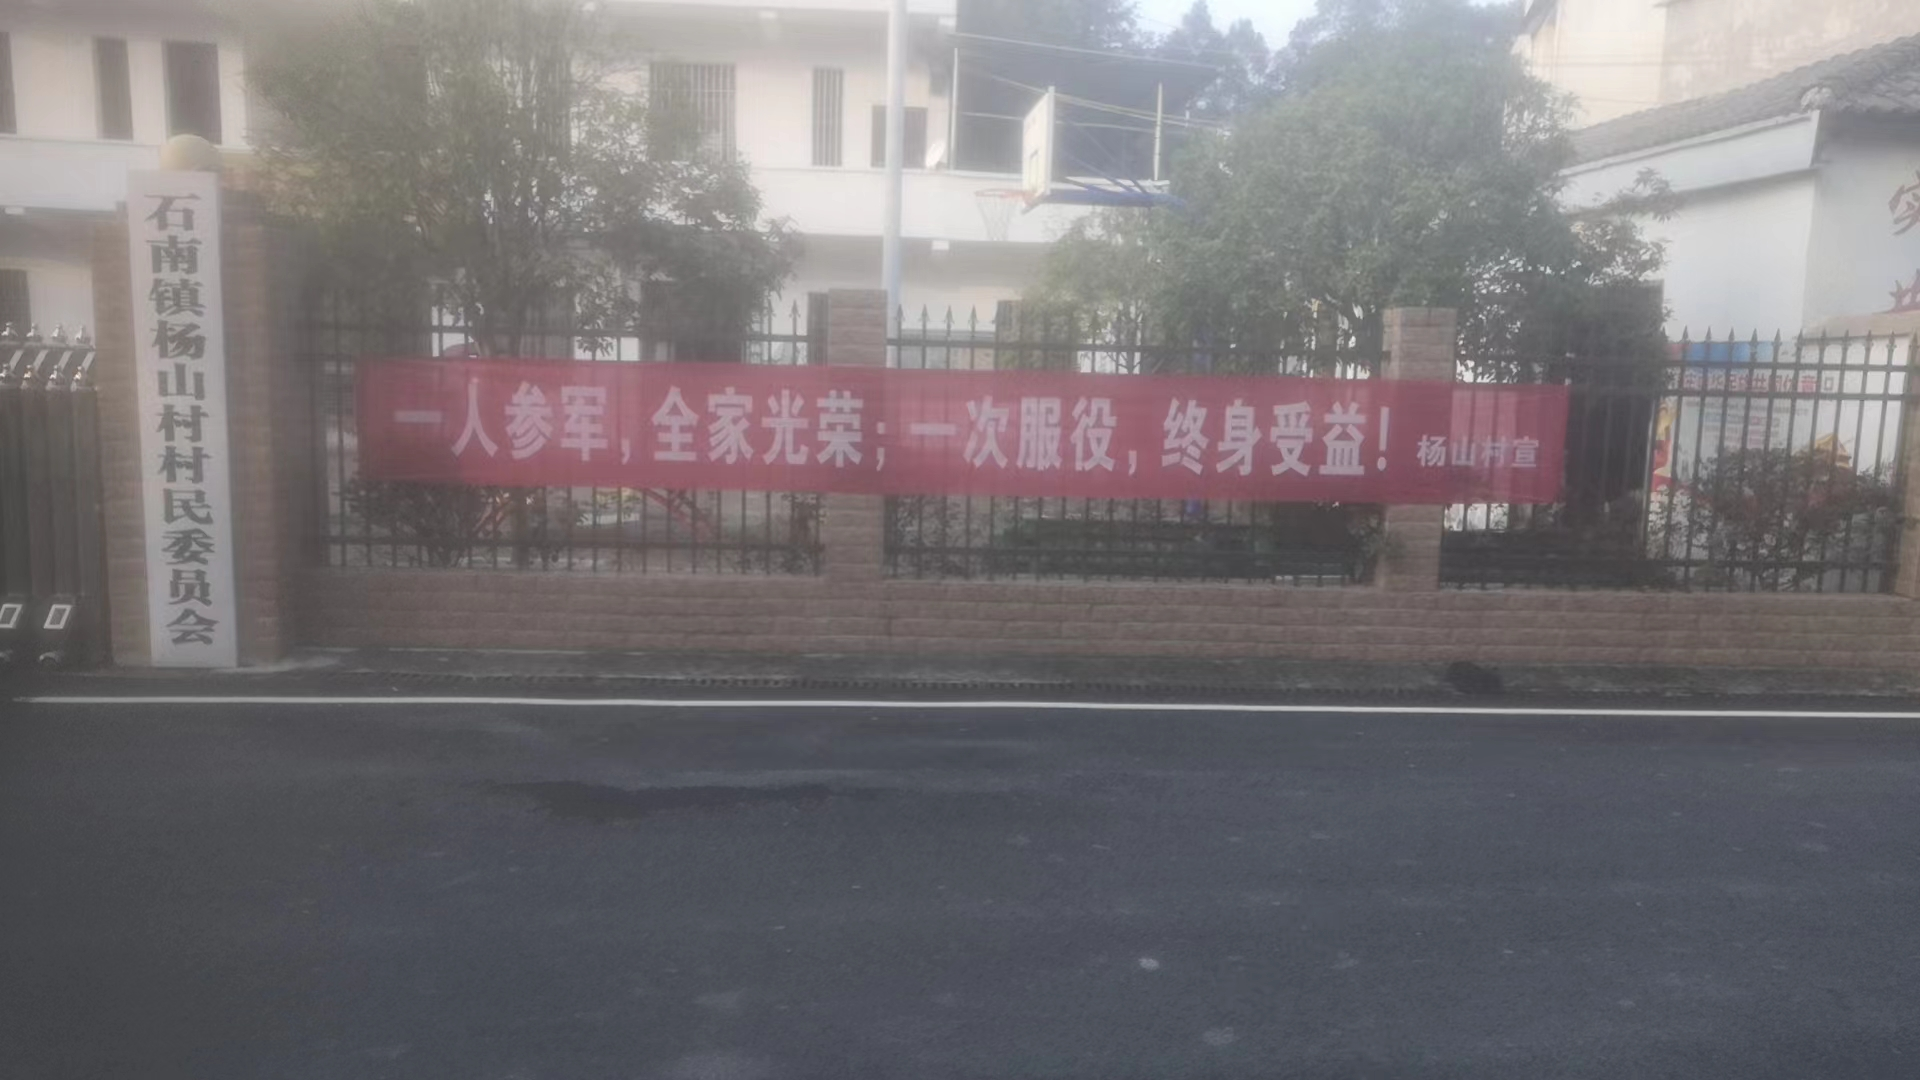 石南镇杨山村村民委员会
一人参军，全家光荣；一次服役，终身受益！ 杨山村宣